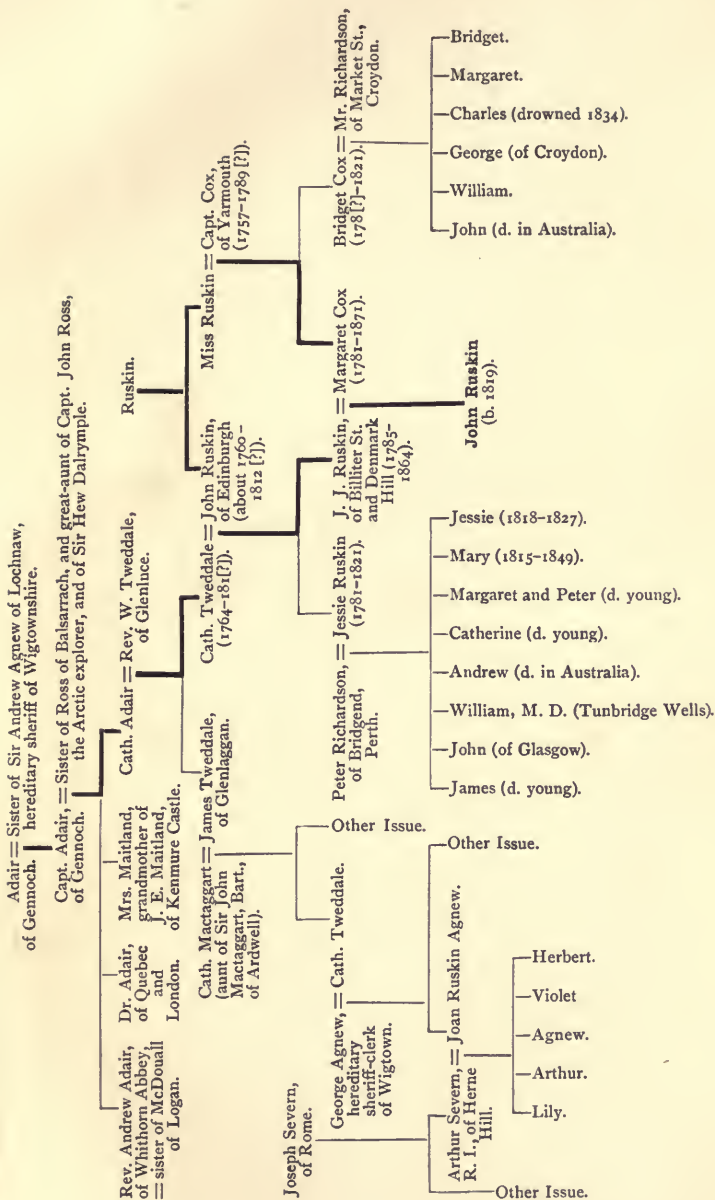 Adair = Sister of Sir Andrew Agnew of Lochnaw,
of Gennoch. hereditary sheriff of Wigtownshire.
Capt. Adair, = Sister of Ross of Balsarrach, and great-aunt of Capt. John Ross,
of Gennoch. the Arctic explorer, and of Sir Hew Dalrymple.
Rev. Andrew Adair,
of Whithorn Abbey,
= sister of McDouall
of Logan.
Dr. Adair,
of Quebec
and
London.
Mrs. Maitland,
grandmother of
J. E. Maitland,
of Kenmure Castle.
Cath. Adair = Rev. W. Tweddale,
of Glenluce.
Ruskin.
Cath. Mactaggart = James Tweddale,
(aunt of Sir John of Glenlaggan.
Mactaggart, Bart.,
of Ardwell).
Cath. Tweddale = John Ruskin,
(1764–181[?]). of Edinburgh
(about 1760–
1812 [?]).
Miss Ruskin = Capt. Cox,
of Yarmouth
(1757–1789 [?]).
Joseph Severn,
of Rome.
George Agnew, = Cath. Tweddale.
hereditary
sheriff-clerk
of Wigtown.
Other Issue.
Peter Richardson, = Jessie Ruskin
of Bridgend, (1781–1821).
Perth.
J. J. Ruskin, = Margaret Cox
of Billiter St. (1781–1871).
and Denmark
Hill (1785–
1864).
Bridget Cox = Mr. Richardson,
(178[?]–1821). of Market St.,
Croydon.
Other Issue.
Arthur Severn, = Joan Ruskin Agnew.
R. I., of Herne
Hill.
Other Issue.
James (d. young).
John (of Glasgow).
William, M. D. (Tunbridge Wells).
Andrew (d. in Australia).
Catherine (d. young).
Margaret and Peter (d. young).
Mary (1815–1849).
Jessie (1818–1827).
John Ruskin
(b. 1819).
John (d. in Australia).
William.
George (of Croydon).
Charles (drowned 1834).
Margaret.
Bridget.
Lily.
Arthur.
Agnew.
Violet
Herbert.